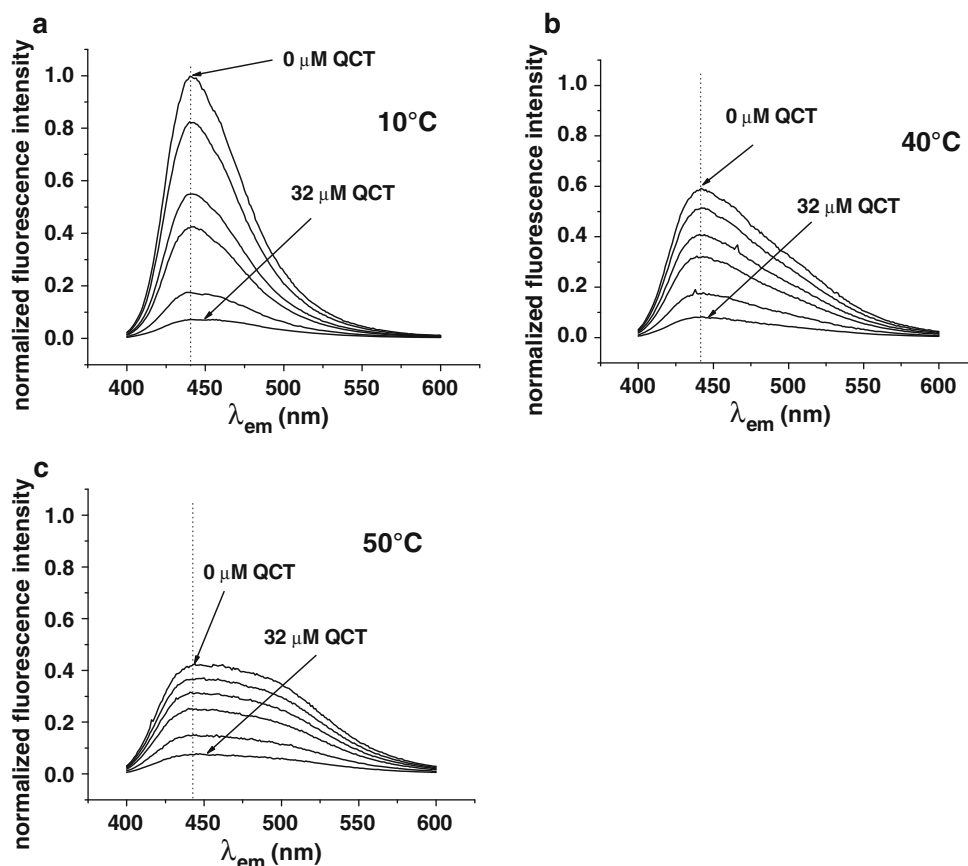 a
0 μM QCT
10°C
32 μM QCT
normalized fluorescence intensity
1.0
0.8
0.6
0.4
0.2
0.0
400 450 500 550 600
λem (nm)
b
0 μM QCT
40°C
32 μM QCT
normalized fluorescence intensity
1.0
0.8
0.6
0.4
0.2
0.0
400 450 500 550 600
λem (nm)
c
50°C
0 μM QCT
32 μM QCT
normalized fluorescence intensity
1.0
0.8
0.6
0.4
0.2
0.0
400 450 500 550 600
λem (nm)